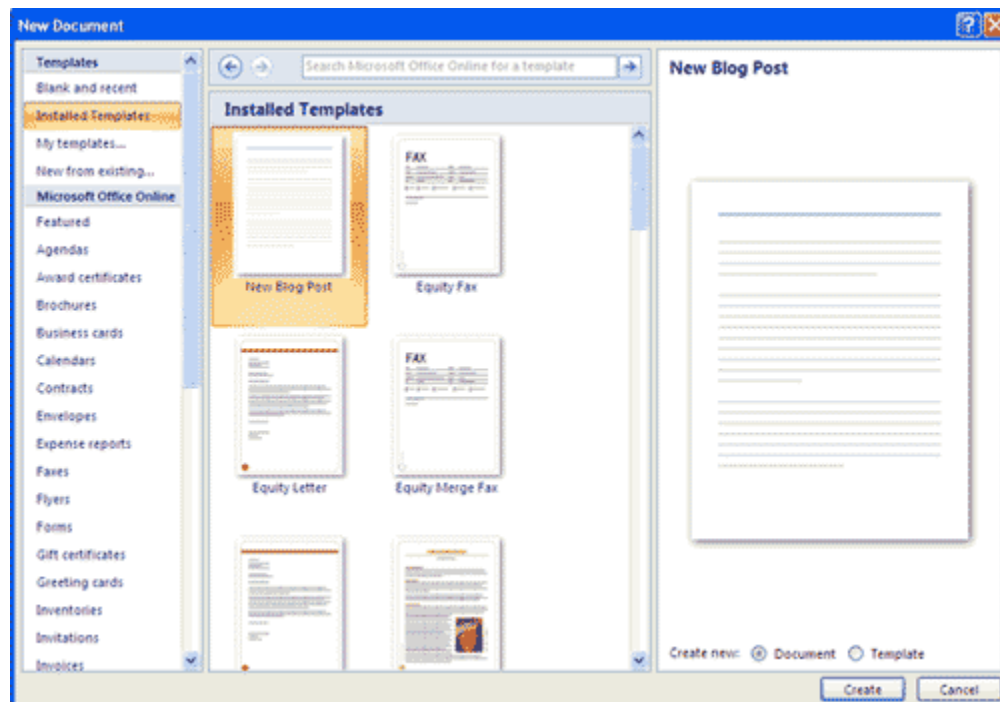 New Document
Templates
Blank and recent
Installed Templates
My templates...
New from existing...
Microsoft Office Online
Featured
Agendas
Award certificates
Brochures
Business cards
Calendars
Contracts
Envelopes
Expense reports
Faxes
Flyers
Forms
Gift certificates
Greeting cards
Inventories
Invitations
Invoices
Search Microsoft Office Online for a template
Installed Templates
New Blog Post
FAX
Equity Fax
Equity Letter
FAX
Equity Merge Fax
New Blog Post
Create new: Document Template
Create Cancel